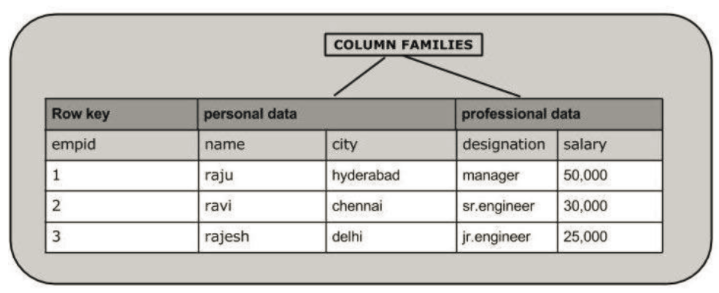 COLUMN FAMILIES
Row key personal data professional data
empid name city designation salary
1 raju hyderabad manager 50,000
2 ravi chennai sr.engineer 30,000
3 rajesh delhi jr.engineer 25,000